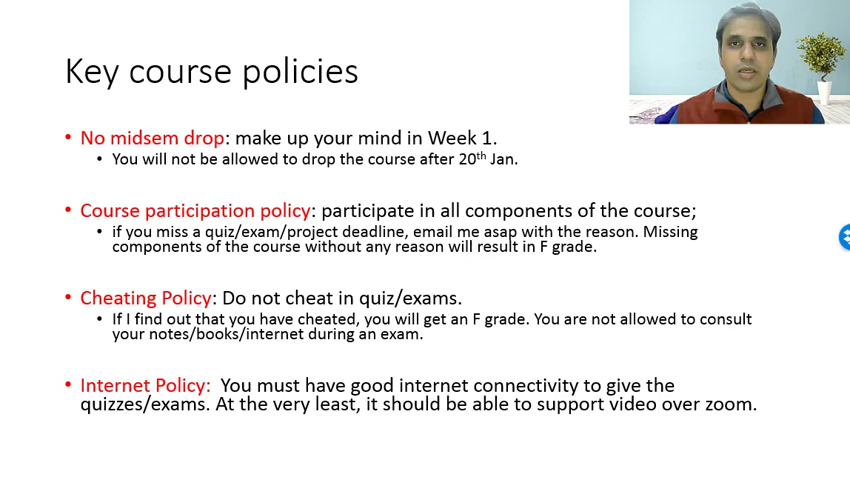 Key course policies
• No midsem drop: make up your mind in Week 1.
• You will not be allowed to drop the course after 20th Jan.
• Course participation policy: participate in all components of the course;
• if you miss a quiz/exam/project deadline, email me asap with the reason. Missing
components of the course without any reason will result in F grade.
• Cheating Policy: Do not cheat in quiz/exams.
• If I find out that you have cheated, you will get an F grade. You are not allowed to consult
your notes/books/internet during an exam.
• Internet Policy: You must have good internet connectivity to give the
quizzes/exams. At the very least, it should be able to support video over zoom.